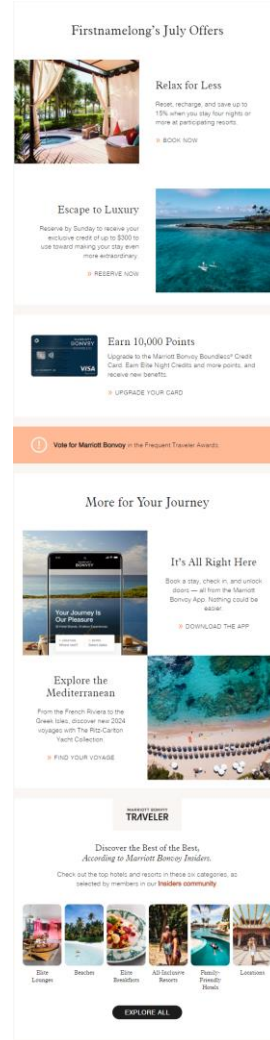 Firstnamelong's July Offers
Relax for Less
Reset, recharge, and save up to
15% when you stay four nights or
more at participating resorts.
» BOOK NOW
Escape to Luxury
Reserve by Sunday to receive your
exclusive credit of up to $300 to
use toward making your stay even
more extraordinary.
» RESERVE NOW
MARRIOTT
BONVOY
VISA
Earn 10,000 Points
Upgrade to the Marriott Bonvoy Boundless® Credit
Card. Earn Elite Night Credits and more points, and
receive new benefits.
» UPGRADE YOUR CARD
Vote for Marriott Bonvoy in the Frequent Traveler Awards.
More for Your Journey
BONVOY
Your Journey Is
Our Pleasure
It's All Right Here
Book a stay, check in, and unlock
doors — all from the Marriott
Bonvoy App. Nothing could be
easier.
» DOWNLOAD THE APP
Explore the
Mediterranean
From the French Riviera to the
Greek Isles, discover new 2024
voyages with The Ritz-Carlton
Yacht Collection.
» FIND YOUR VOYAGE
MARRIOTT BONVOY
TRAVELER
Discover the Best of the Best,
According to Marriott Bonvoy Insiders.
Check out the top hotels and resorts in these six categories, as
selected by members in our Insiders community.
Elite
Lounges
Beaches
Elite
Breakfasts
All-Inclusive
Resorts
Family-
Friendly
Hotels
Locations
EXPLORE ALL